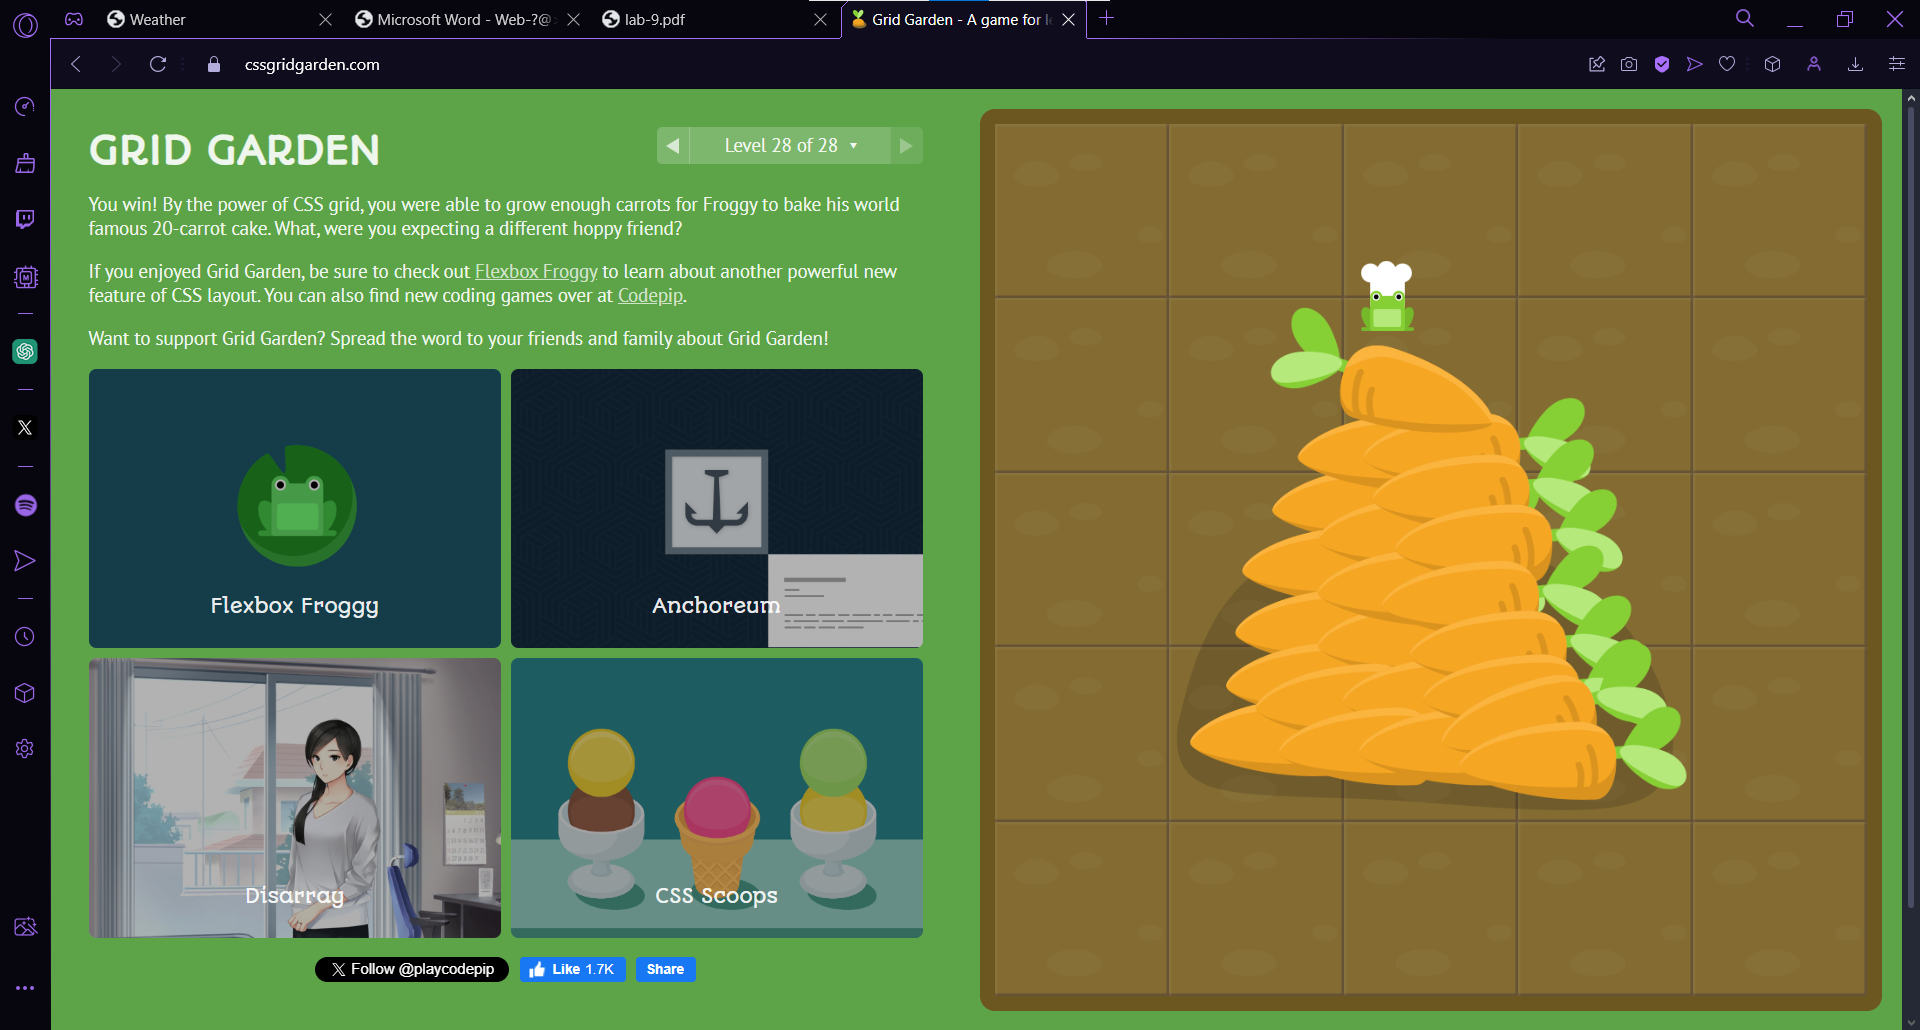 Weather
Microsoft Word - Web-?@
lab-9.pdf
Grid Garden - A game for le
cssgridgarden.com
GRID GARDEN
Level 28 of 28
You win! By the power of CSS grid, you were able to grow enough carrots for Froggy to bake his world
famous 20-carrot cake. What, were you expecting a different hoppy friend?
If you enjoyed Grid Garden, be sure to check out Flexbox Froggy to learn about another powerful new
feature of CSS layout. You can also find new coding games over at Codepip.
Want to support Grid Garden? Spread the word to your friends and family about Grid Garden!
Flexbox Froggy
Anchoreum
Disarray
CSS Scoops
Follow @playcodepip
Like 1.7K
Share